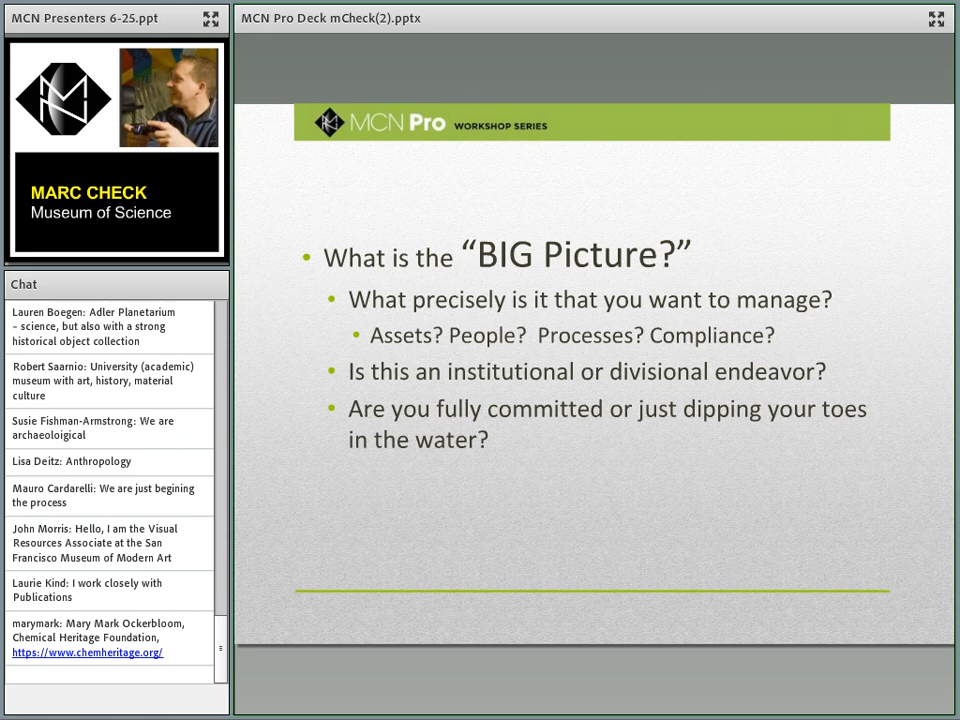 MCN Presenters 6-25.ppt
MARC CHECK
Museum of Science
Chat
Lauren Boegen: Adler Planetarium
– science, but also with a strong
historical object collection
Robert Saarnio: University (academic)
museum with art, history, material
culture
Susie Fishman-Armstrong: We are
archaeoloigical
Lisa Deitz: Anthropology
Mauro Cardarelli: We are just begining
the process
John Morris: Hello, I am the Visual
Resources Associate at the San
Francisco Museum of Modern Art
Laurie Kind: I work closely with
Publications
marymark: Mary Mark Ockerbloom,
Chemical Heritage Foundation,
https://www.chemheritage.org/
MCN Pro Deck mCheck(2).pptx
MCN Pro WORKSHOP SERIES
• What is the “BIG Picture?”
• What precisely is it that you want to manage?
• Assets? People? Processes? Compliance?
• Is this an institutional or divisional endeavor?
• Are you fully committed or just dipping your toes
in the water?